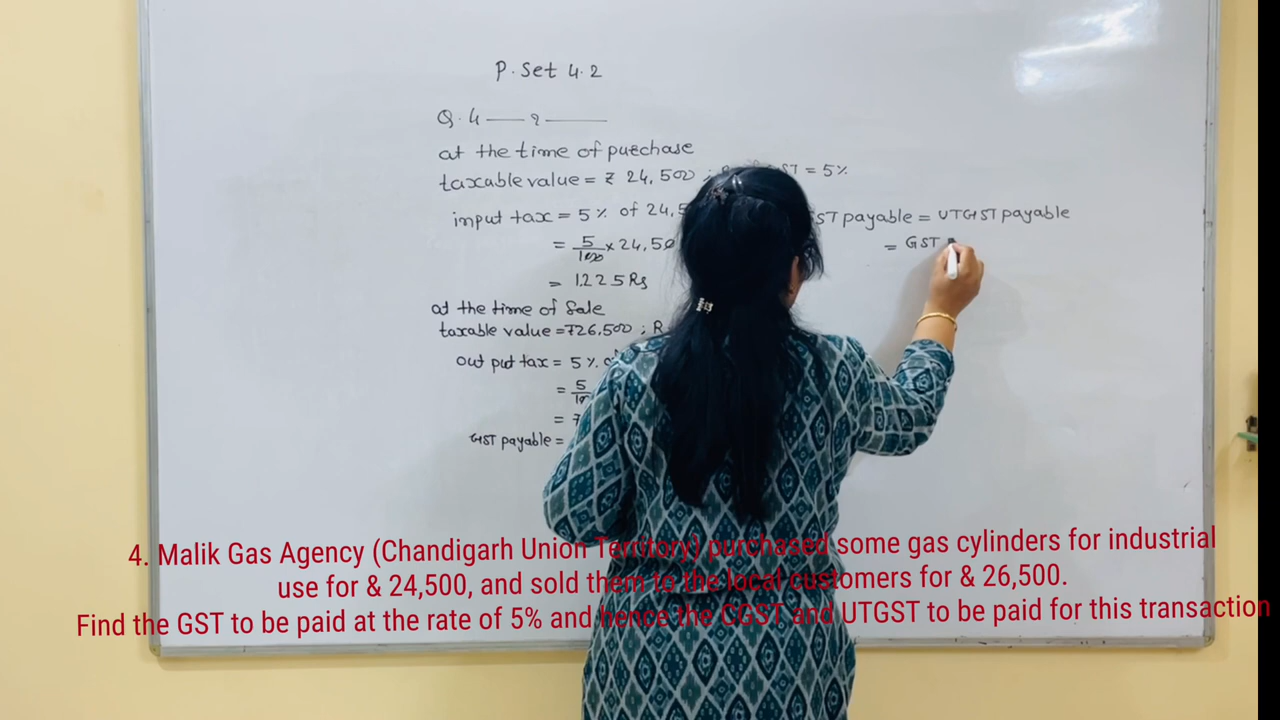 P. Set 4.2
Q. 4 —— ? ———
at the time of purchase
taxable value = ₹ 24,500 ; ST = 5%
input tax = 5% of 24,5
= 5/100 × 24,50
= 1225 Rs
at the time of Sale
taxable value = ₹26,500 ; R
out put tax = 5%
= 5
=
GST payable =
ST payable = UTGST payable
= GST
4. Malik Gas Agency (Chandigarh Union Territory) purchased some gas cylinders for industrial
use for & 24,500, and sold them to the local customers for & 26,500.
Find the GST to be paid at the rate of 5% and hence the CGST and UTGST to be paid for this transaction